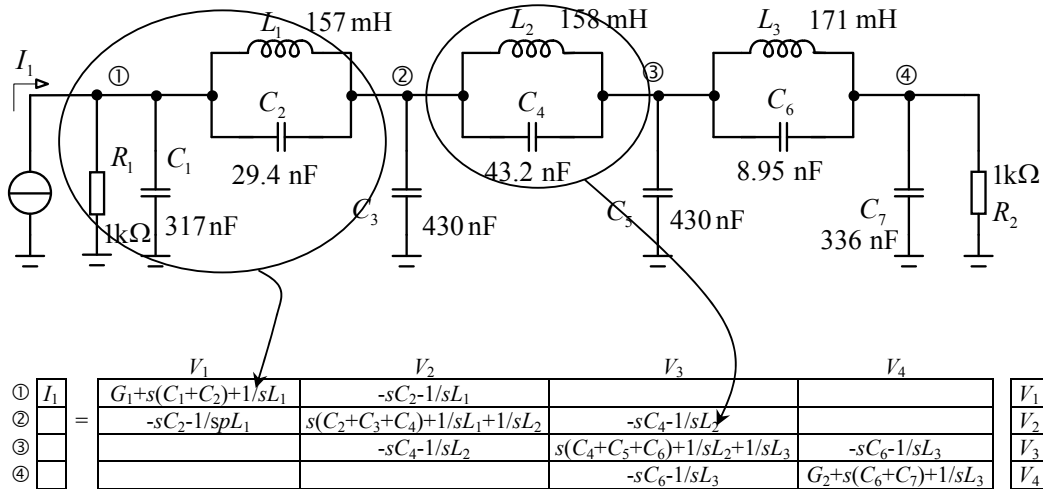 L₁ 157 mH L₂ 158 mH L₃ 171 mH
I₁ ① ② ③ ④
C₂ C₄ C₆
R₁ C₁ 29.4 nF 43.2 nF 8.95 nF 1kΩ
1kΩ 317 nF C₃ 430 nF C₅ 430 nF C₇ 336 nF R₂
V₁ V₂ V₃ V₄
① I₁ = G₁+s(C₁+C₂)+1/sL₁ -sC₂-1/sL₁ V₁
② -sC₂-1/spL₁ s(C₂+C₃+C₄)+1/sL₁+1/sL₂ -sC₄-1/sL₂ V₂
③ -sC₄-1/sL₂ s(C₄+C₅+C₆)+1/sL₂+1/sL₃ -sC₆-1/sL₃ V₃
④ -sC₆-1/sL₃ G₂+s(C₆+C₇)+1/sL₃ V₄